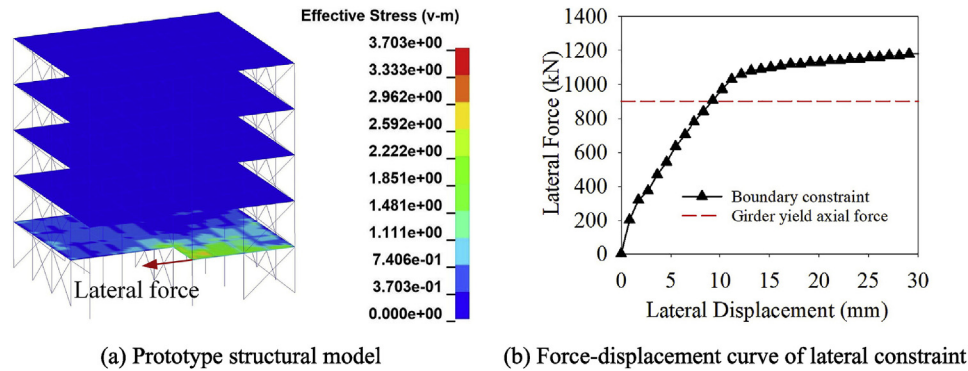 Effective Stress (v-m)
3.703e+00
3.333e+00
2.962e+00
2.592e+00
2.222e+00
1.851e+00
1.481e+00
1.111e+00
7.406e-01
3.703e-01
0.000e+00
Lateral force
(a) Prototype structural model
Lateral Force (kN)
1400
1200
1000
800
600
400
200
0
Boundary constraint
Girder yield axial force
0 5 10 15 20 25 30
Lateral Displacement (mm)
(b) Force-displacement curve of lateral constraint